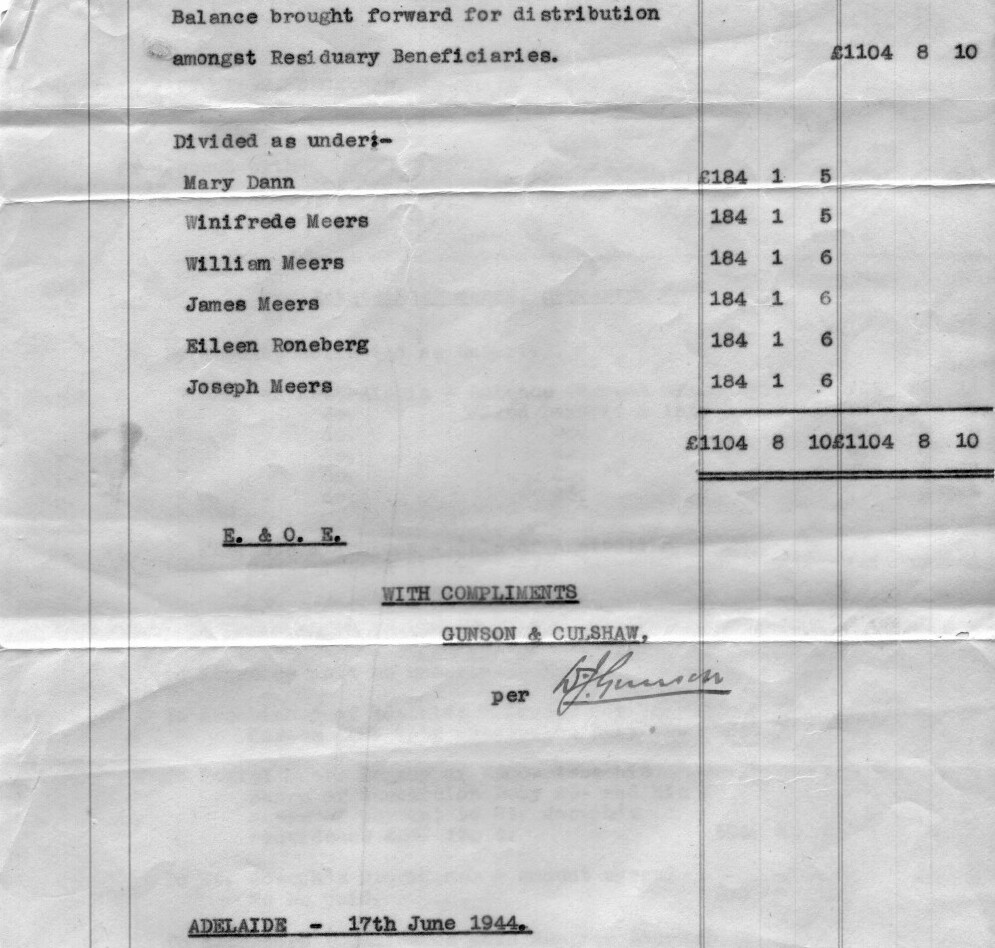 Balance brought forward for distribution
amongst Residuary Beneficiaries. £1104 8 10
Divided as under:-
Mary Dann £184 1 5
Winifrede Meers 184 1 5
William Meers 184 1 6
James Meers 184 1 6
Eileen Roneberg 184 1 6
Joseph Meers 184 1 6
£1104 8 10 £1104 8 10
E. & O. E.
WITH COMPLIMENTS
GUNSON & CULSHAW,
per D.J. Gunson
ADELAIDE - 17th June 1944.